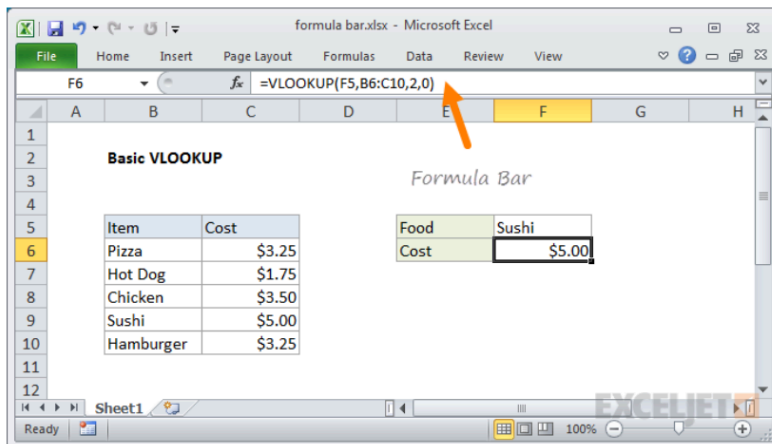 formula bar.xlsx - Microsoft Excel
File Home Insert Page Layout Formulas Data Review View
F6 fx =VLOOKUP(F5,B6:C10,2,0)
A B C D E F G H
1
2 Basic VLOOKUP
3 Formula Bar
4
5 Item Cost Food Sushi
6 Pizza $3.25 Cost $5.00
7 Hot Dog $1.75
8 Chicken $3.50
9 Sushi $5.00
10 Hamburger $3.25
11
12
Sheet1 EXCELJET
Ready 100%